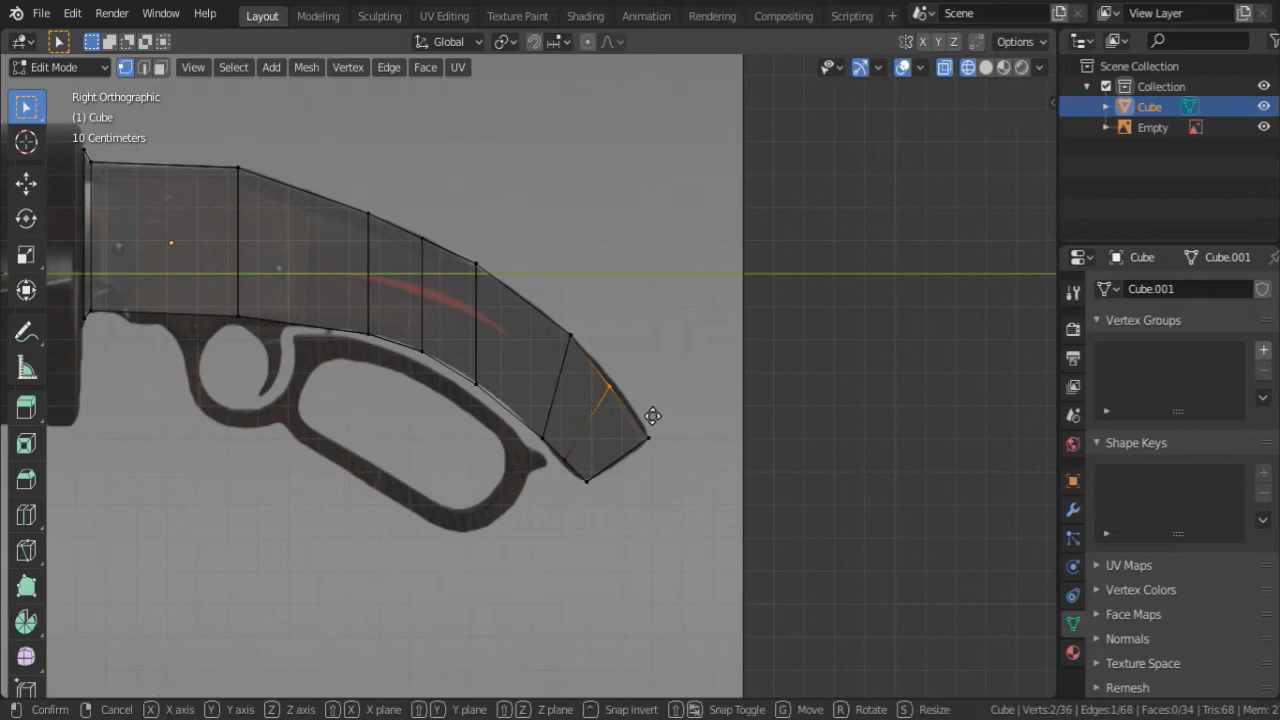 File Edit Render Window Help Layout Modeling Sculpting UV Editing Texture Paint Shading Animation Rendering Compositing Scripting + Scene View Layer
Global X Y Z Options
Edit Mode View Select Add Mesh Vertex Edge Face UV
Right Orthographic
(1) Cube
10 Centimeters
Scene Collection
Collection
Cube
Empty
Cube Cube.001
Cube.001
Vertex Groups
Shape Keys
UV Maps
Vertex Colors
Face Maps
Normals
Texture Space
Remesh
Confirm Cancel X X axis Y Y axis Z Z axis X X plane Y Y plane Z Z plane Snap Invert Snap Toggle G Move R Rotate S Resize Cube | Verts:2/36 | Edges:1/68 | Faces:0/34 | Tris:68 | Mem: 2